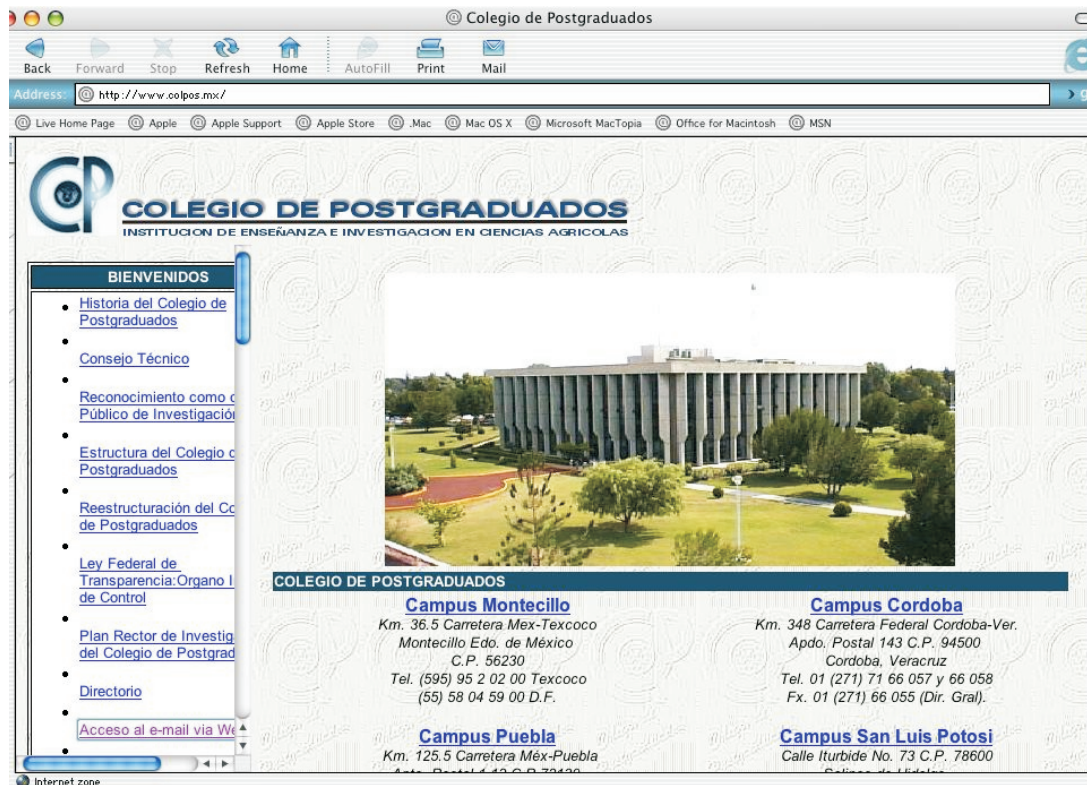 Colegio de Postgraduados
Back Forward Stop Refresh Home AutoFill Print Mail
Address: http://www.colpos.mx/
Live Home Page Apple Apple Support Apple Store .Mac Mac OS X Microsoft MacTopia Office for Macintosh MSN
CP
COLEGIO DE POSTGRADUADOS
INSTITUCION DE ENSEñANZA E INVESTIGACION EN CIENCIAS AGRICOLAS
BIENVENIDOS
Historia del Colegio de
Postgraduados
Consejo Técnico
Reconocimiento como
Público de Investigació
Estructura del Colegio
Postgraduados
Reestructuración del Co
de Postgraduados
Ley Federal de
Transparencia:Organo I
de Control
Plan Rector de Investig
del Colegio de Postgrad
Directorio
Acceso al e-mail via We
COLEGIO DE POSTGRADUADOS
Campus Montecillo
Km. 36.5 Carretera Mex-Texcoco
Montecillo Edo. de México
C.P. 56230
Tel. (595) 95 2 02 00 Texcoco
(55) 58 04 59 00 D.F.
Campus Cordoba
Km. 348 Carretera Federal Cordoba-Ver.
Apdo. Postal 143 C.P. 94500
Cordoba, Veracruz
Tel. 01 (271) 71 66 057 y 66 058
Fx. 01 (271) 66 055 (Dir. Gral).
Campus Puebla
Km. 125.5 Carretera Méx-Puebla
Campus San Luis Potosi
Calle Iturbide No. 73 C.P. 78600
Salinas de Hidalgo
Internet zone